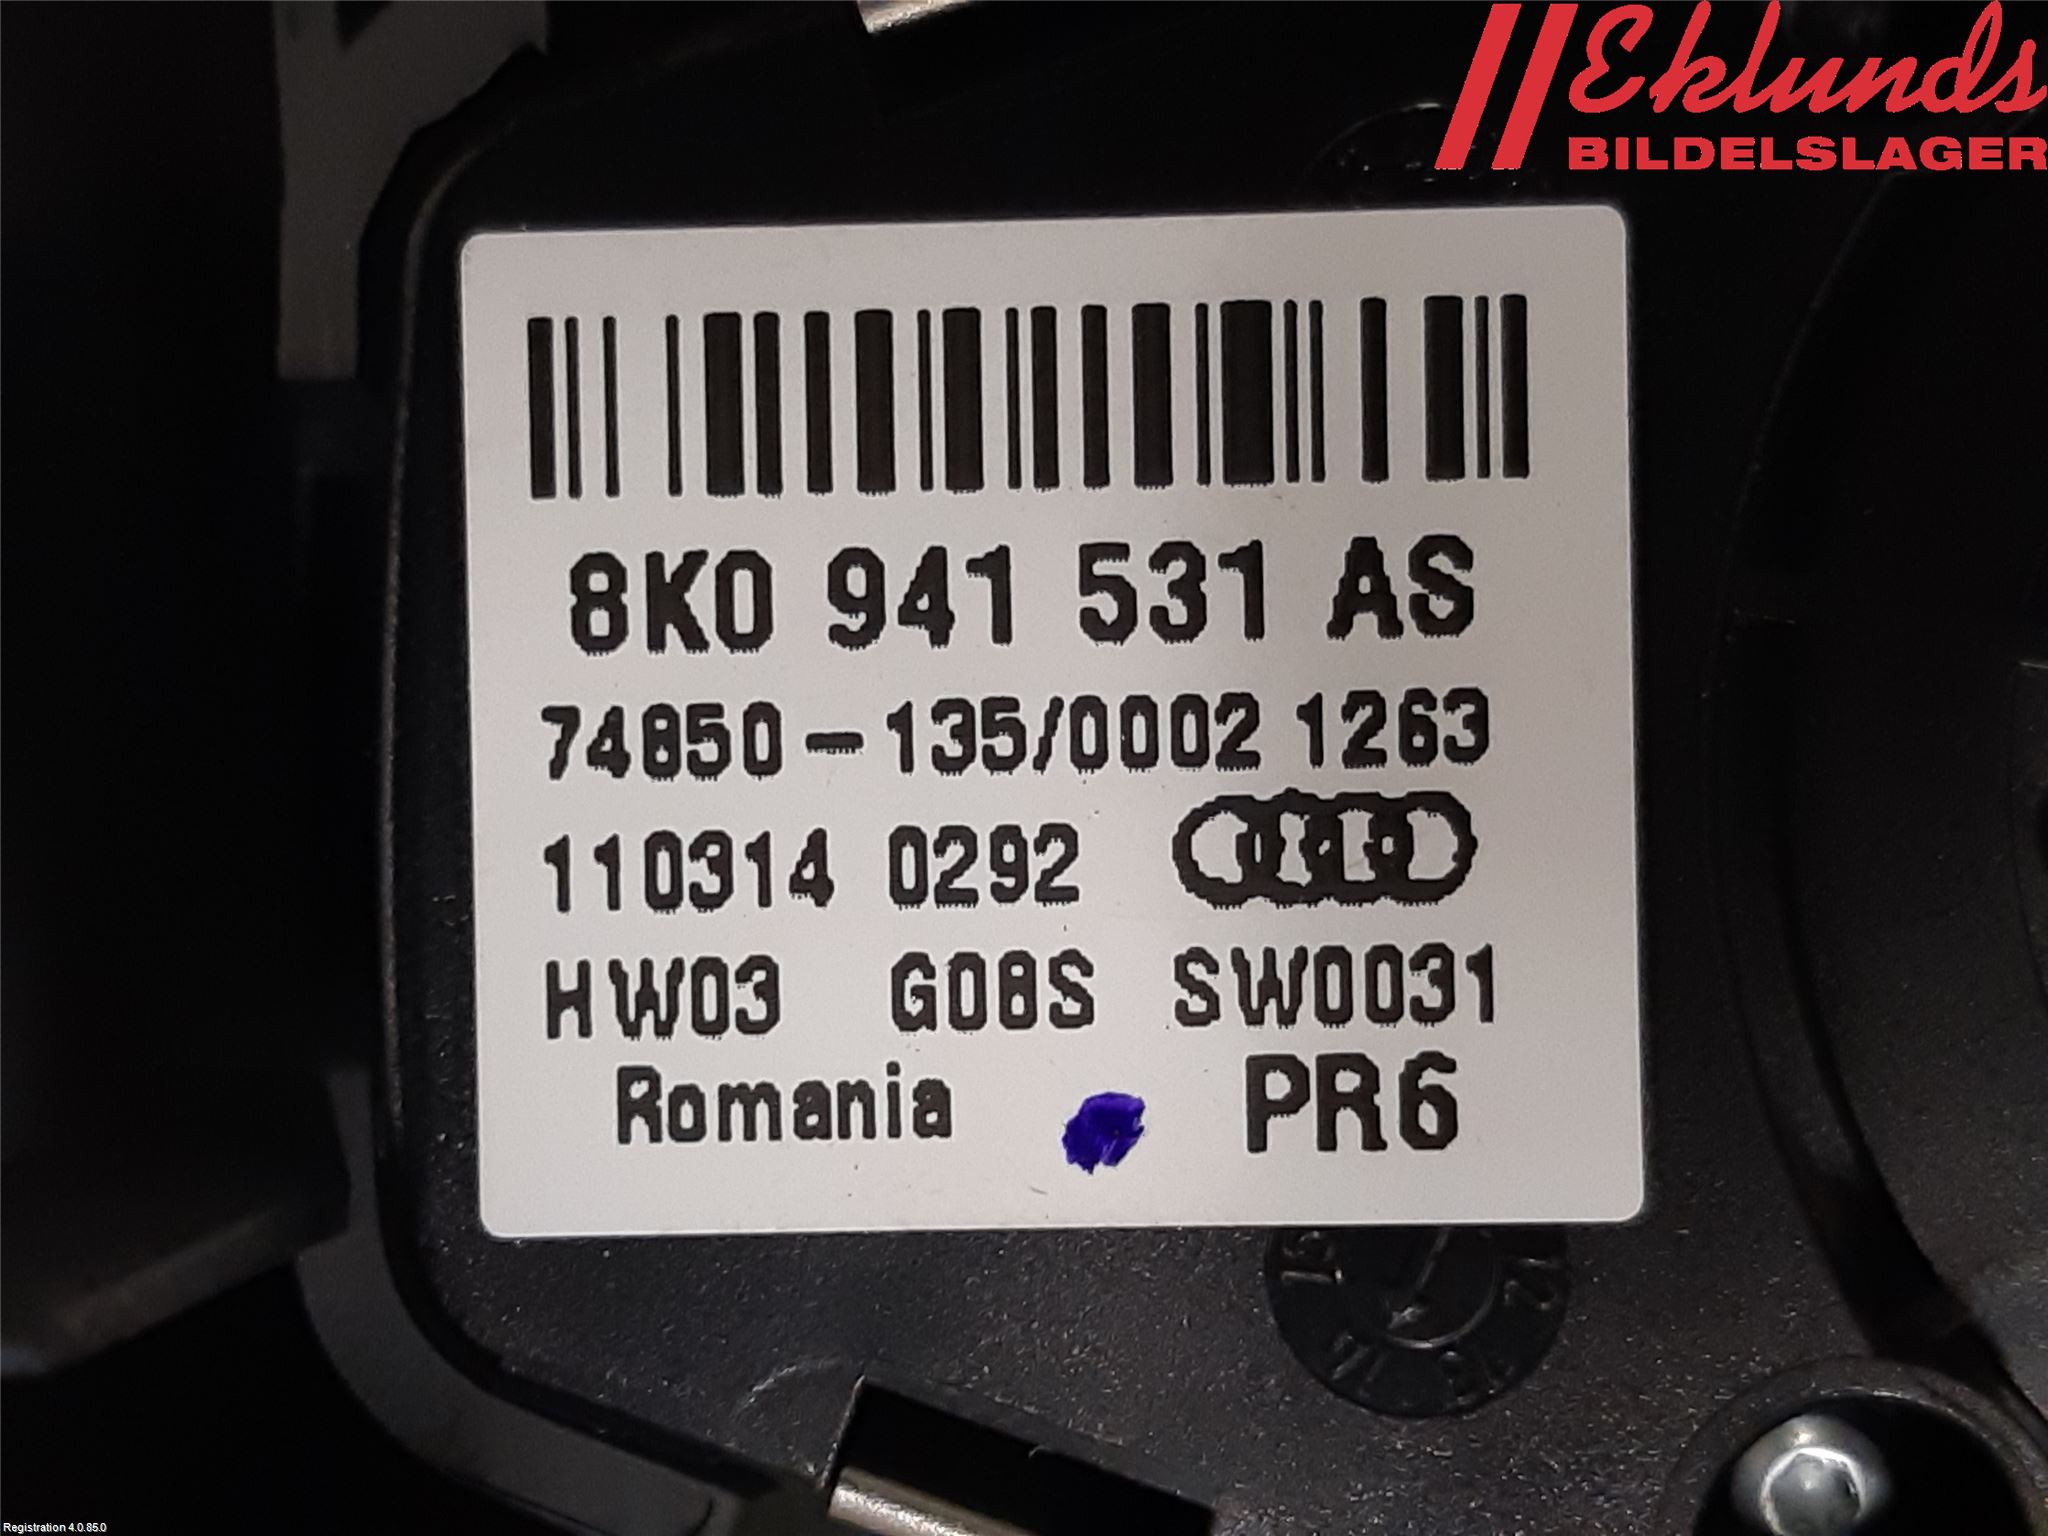 Eklunds
BILDELSLAGER
8K0 941 531 AS
74850-135/0002 1263
110314 0292
HW03 G08S SW0031
Romania PR6
Registration 4.0.85.0